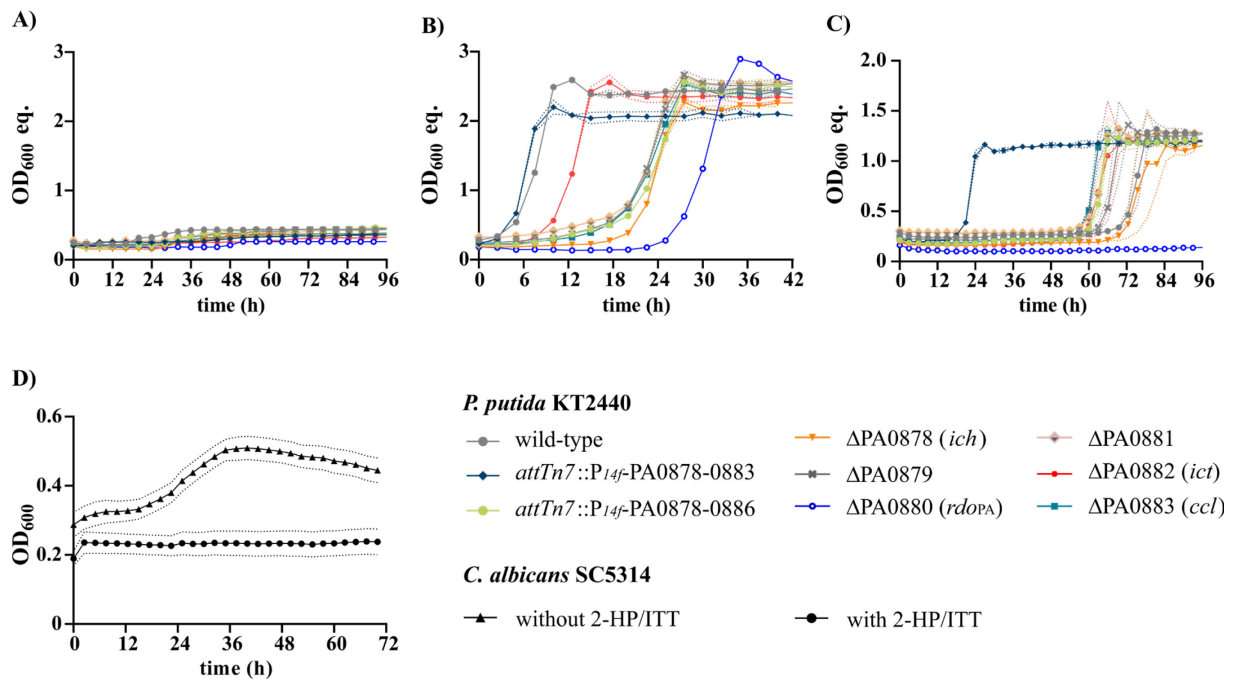 A)
OD600 eq.
3
2
1
0
0 12 24 36 48 60 72 84 96
time (h)
B)
OD600 eq.
3
2
1
0
0 6 12 18 24 30 36 42
time (h)
C)
OD600 eq.
2.0
1.5
1.0
0.5
0.0
0 12 24 36 48 60 72 84 96
time (h)
D)
OD600
0.6
0.4
0.2
0
0 12 24 36 48 60 72
time (h)
P. putida KT2440
wild-type
attTn7::P14f-PA0878-0883
attTn7::P14f-PA0878-0886
ΔPA0878 (ich)
ΔPA0879
ΔPA0880 (rdoPA)
ΔPA0881
ΔPA0882 (ict)
ΔPA0883 (ccl)
C. albicans SC5314
without 2-HP/ITT
with 2-HP/ITT